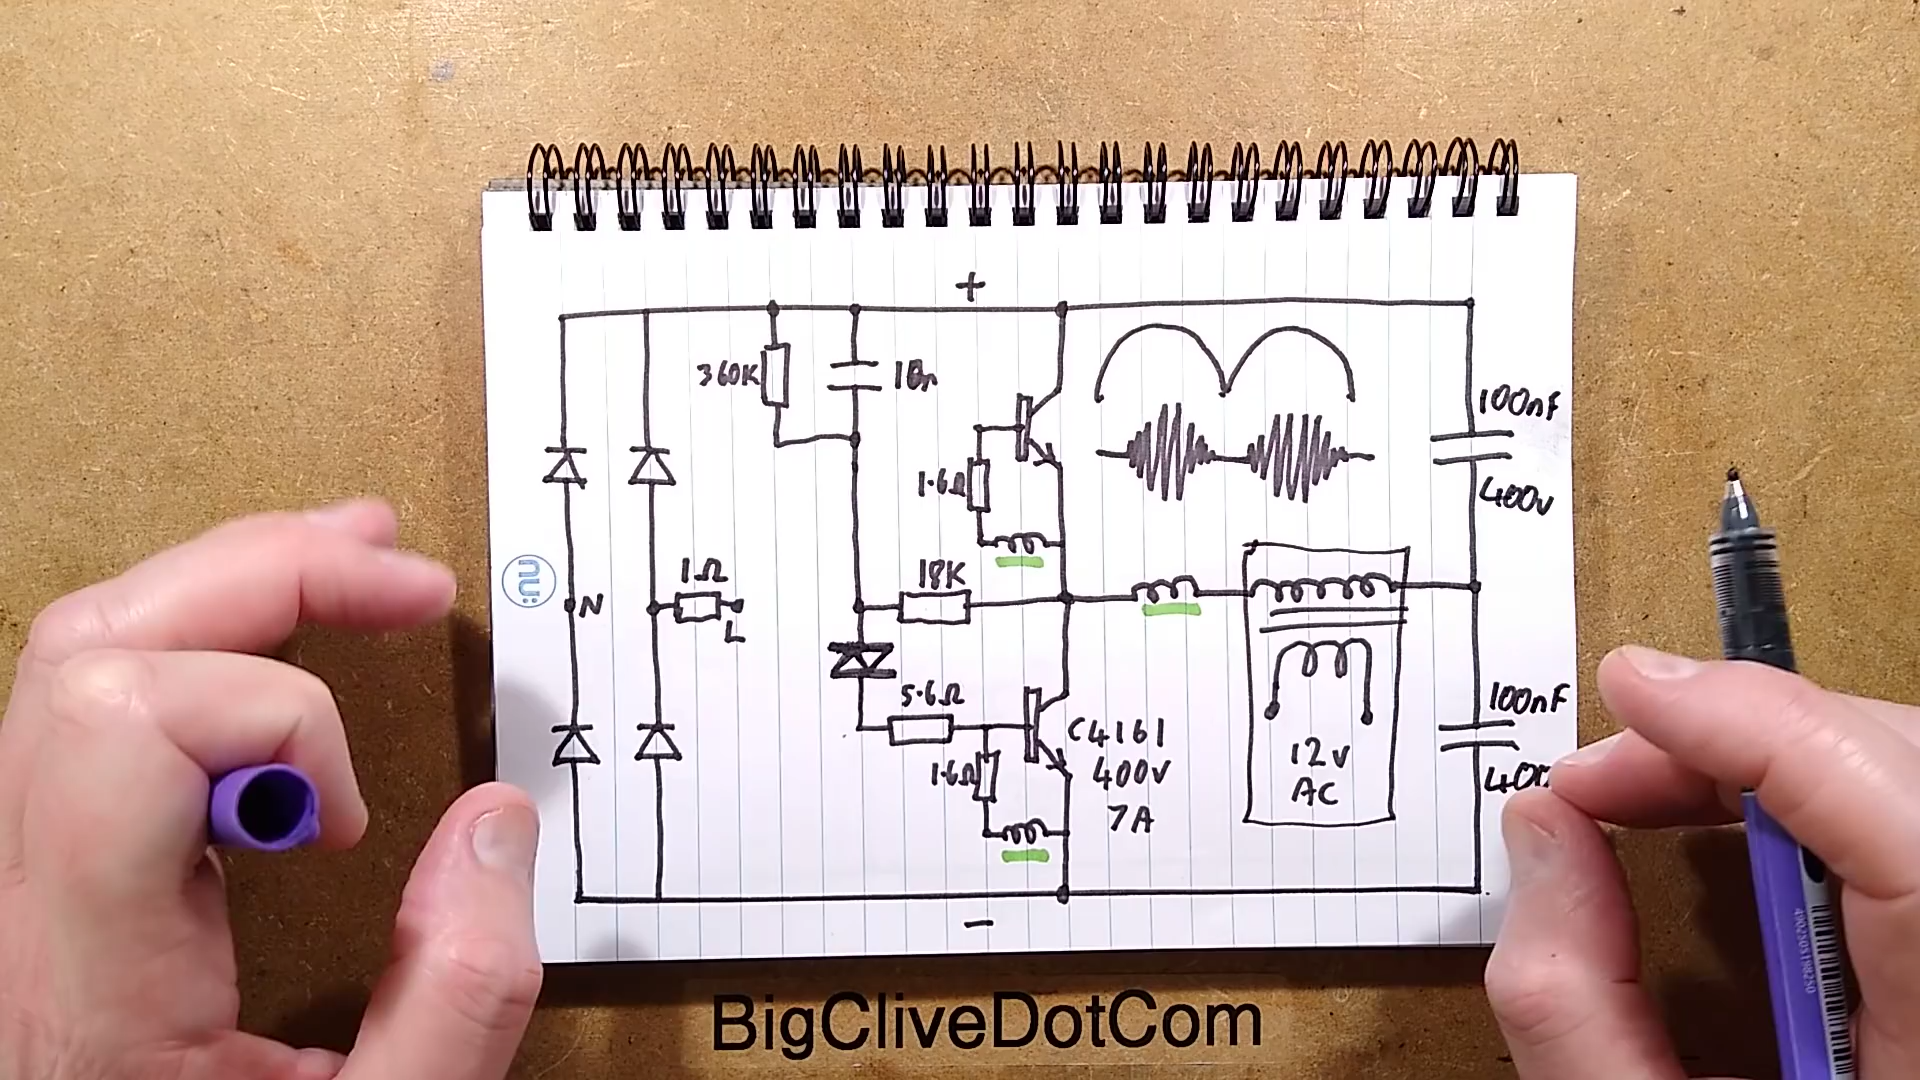 +
360K
10n
100nF
400V
1.6Ω
1Ω
18K
N
L
5.6Ω
C4161
400V
7A
1.6Ω
12V
AC
100nF
-
BigCliveDotCom